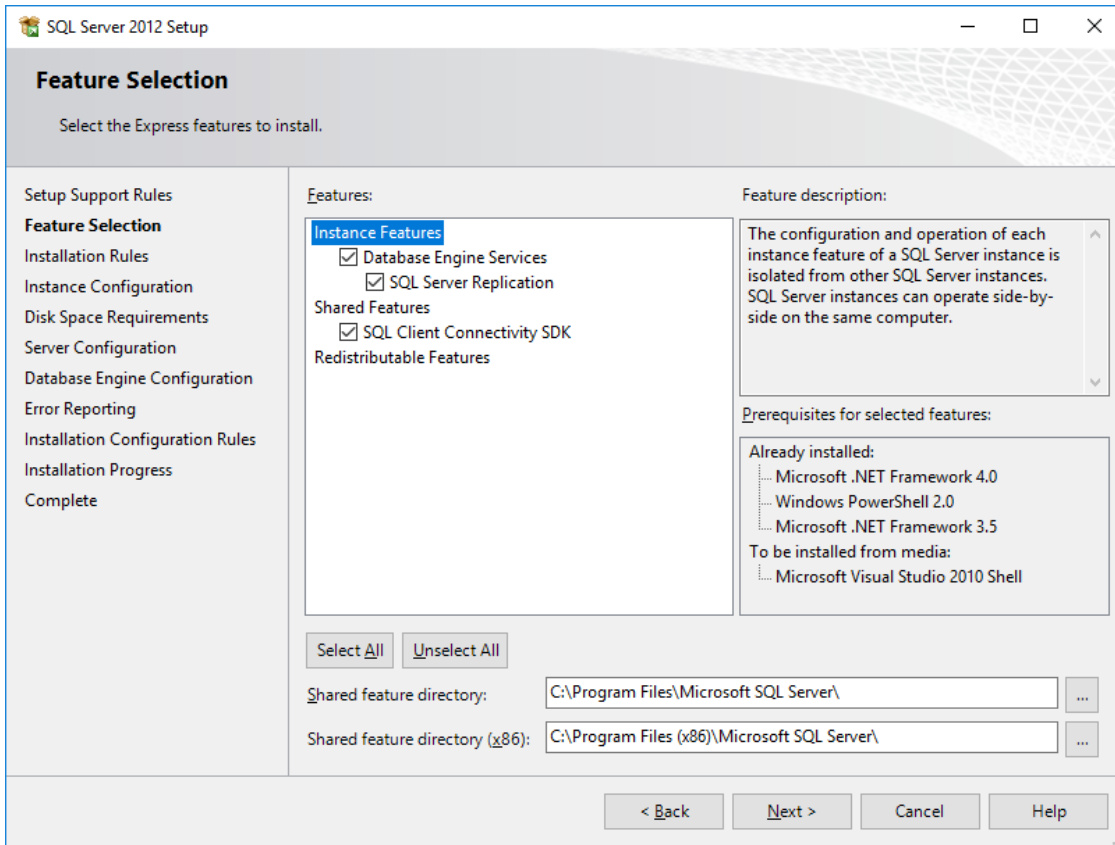 SQL Server 2012 Setup
Feature Selection
Select the Express features to install.
Setup Support Rules
Feature Selection
Installation Rules
Instance Configuration
Disk Space Requirements
Server Configuration
Database Engine Configuration
Error Reporting
Installation Configuration Rules
Installation Progress
Complete
Features:
Instance Features
Database Engine Services
SQL Server Replication
Shared Features
SQL Client Connectivity SDK
Redistributable Features
Feature description:
The configuration and operation of each
instance feature of a SQL Server instance is
isolated from other SQL Server instances.
SQL Server instances can operate side-by-
side on the same computer.
Prerequisites for selected features:
Already installed:
Microsoft .NET Framework 4.0
Windows PowerShell 2.0
Microsoft .NET Framework 3.5
To be installed from media:
Microsoft Visual Studio 2010 Shell
Select All
Unselect All
Shared feature directory:
C:\Program Files\Microsoft SQL Server\
...
Shared feature directory (x86):
C:\Program Files (x86)\Microsoft SQL Server\
...
< Back
Next >
Cancel
Help